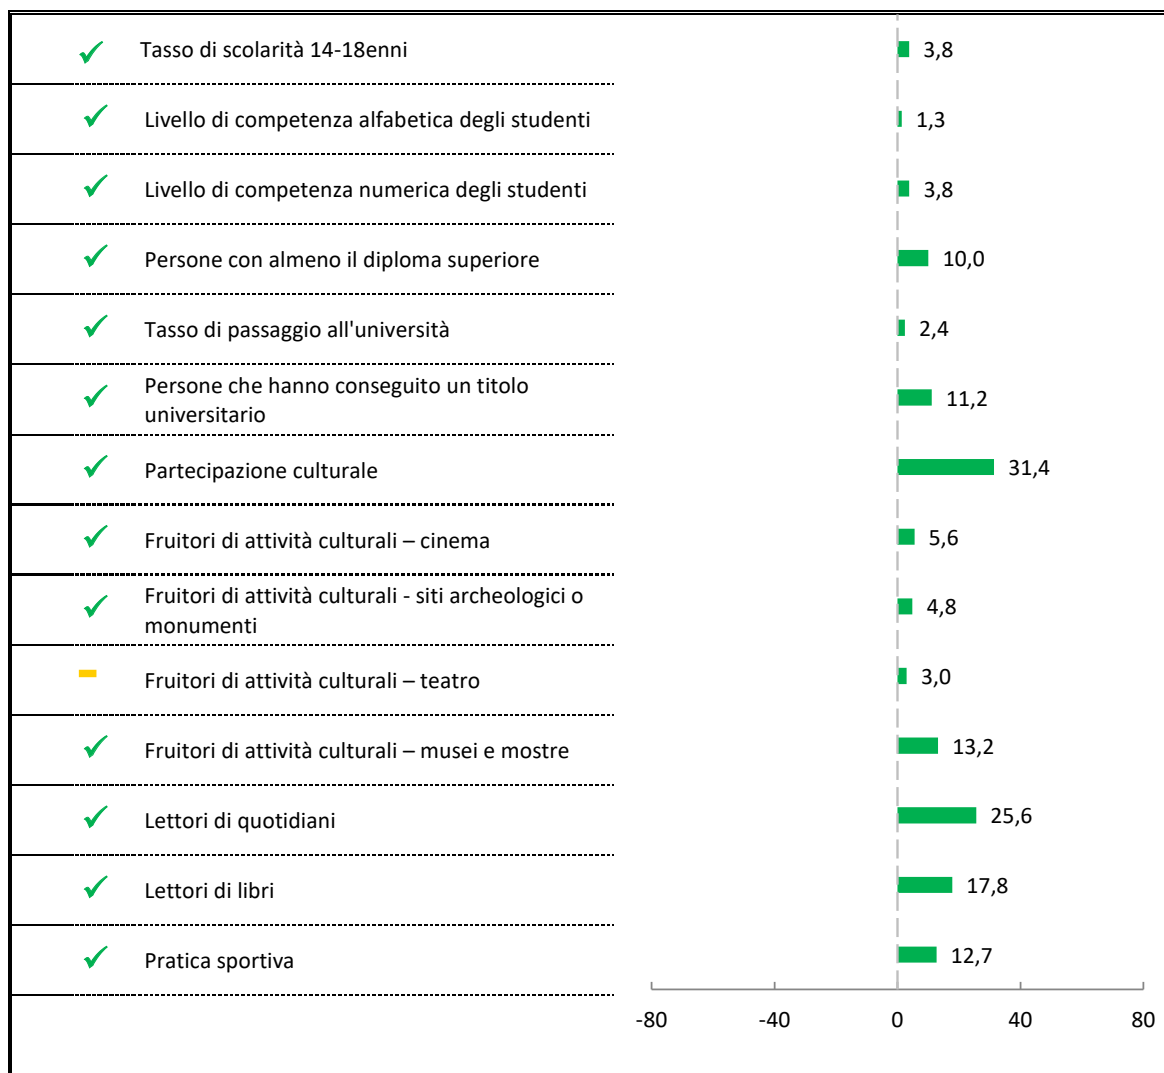 Tasso di scolarità 14-18enni 3,8
Livello di competenza alfabetica degli studenti 1,3
Livello di competenza numerica degli studenti 3,8
Persone con almeno il diploma superiore 10,0
Tasso di passaggio all'università 2,4
Persone che hanno conseguito un titolo
universitario 11,2
Partecipazione culturale 31,4
Fruitori di attività culturali – cinema 5,6
Fruitori di attività culturali - siti archeologici o
monumenti 4,8
Fruitori di attività culturali – teatro 3,0
Fruitori di attività culturali – musei e mostre 13,2
Lettori di quotidiani 25,6
Lettori di libri 17,8
Pratica sportiva 12,7
-80 -40 0 40 80